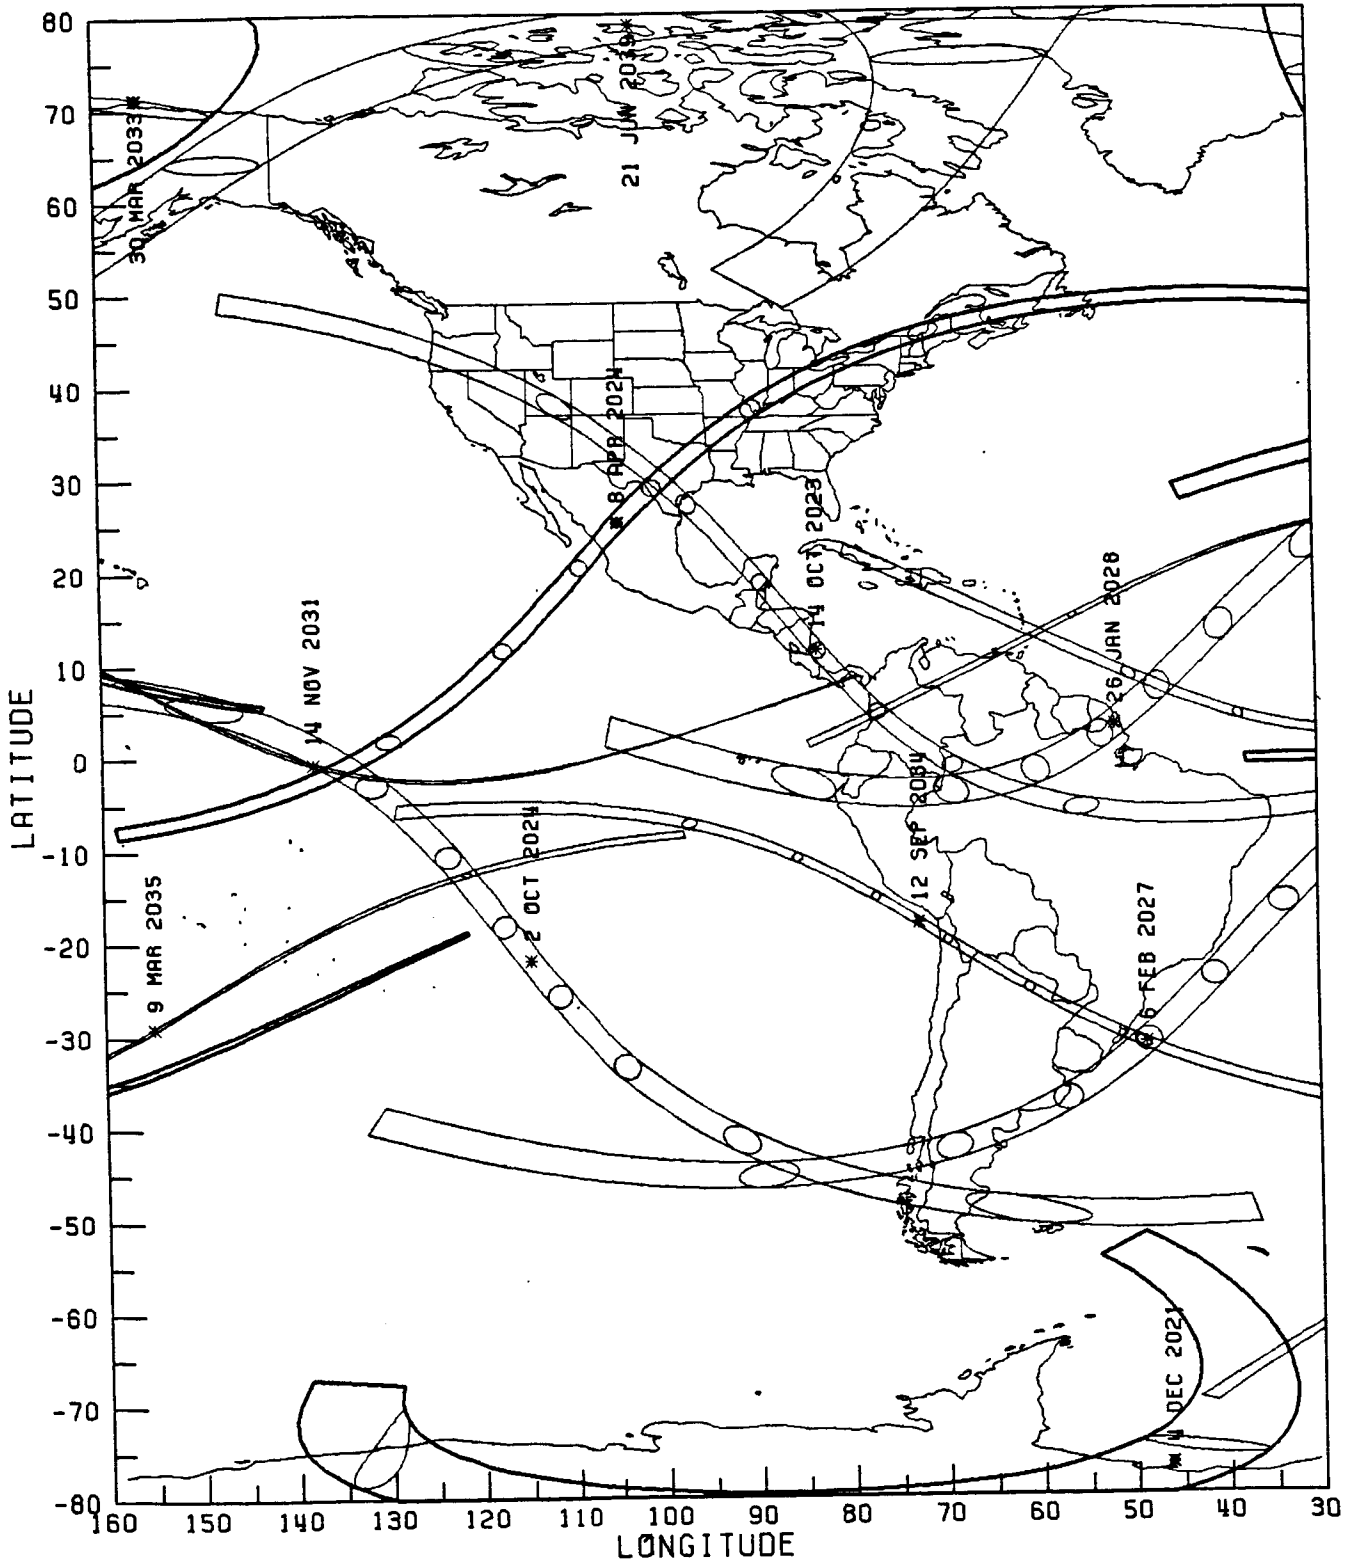 80
70
60
50
40
30
20
10
0
-10
-20
-30
-40
-50
-60
-70
-80
LATITUDE
30 MAR 2033
21 JUN 2039
8 APR 2024
14 OCT 2023
26 JAN 2028
14 NOV 2031
2 OCT 2024
12 SEP 2034
9 MAR 2035
6 FEB 2027
4 DEC 2021
160 150 140 130 120 110 100 90 80 70 60 50 40 30
LONGITUDE